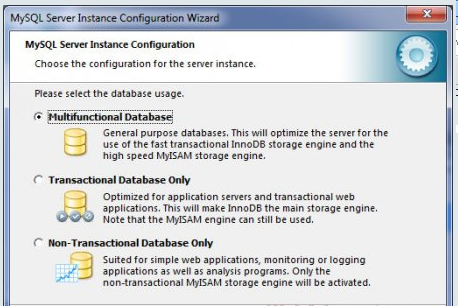 MySQL Server Instance Configuration Wizard
MySQL Server Instance Configuration
Choose the configuration for the server instance.
Please select the database usage.
Multifunctional Database
General purpose databases. This will optimize the server for the
use of the fast transactional InnoDB storage engine and the
high speed MyISAM storage engine.
Transactional Database Only
Optimized for application servers and transactional web
applications. This will make InnoDB the main storage engine.
Note that the MyISAM engine can still be used.
Non-Transactional Database Only
Suited for simple web applications, monitoring or logging
applications as well as analysis programs. Only the
non-transactional MyISAM storage engine will be activated.